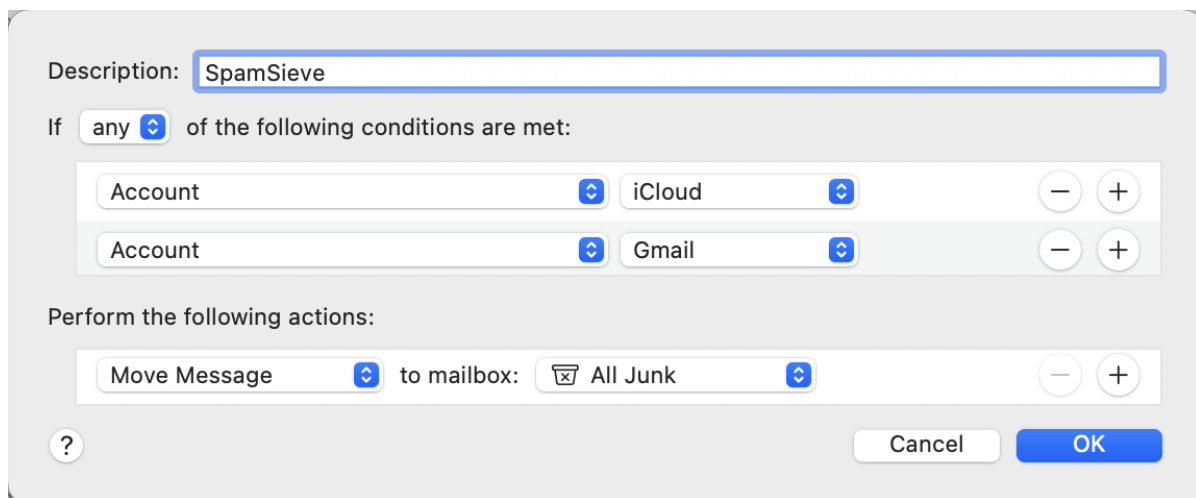 Description: SpamSieve
If any of the following conditions are met:
Account iCloud
Account Gmail
Perform the following actions:
Move Message to mailbox: All Junk
? Cancel OK